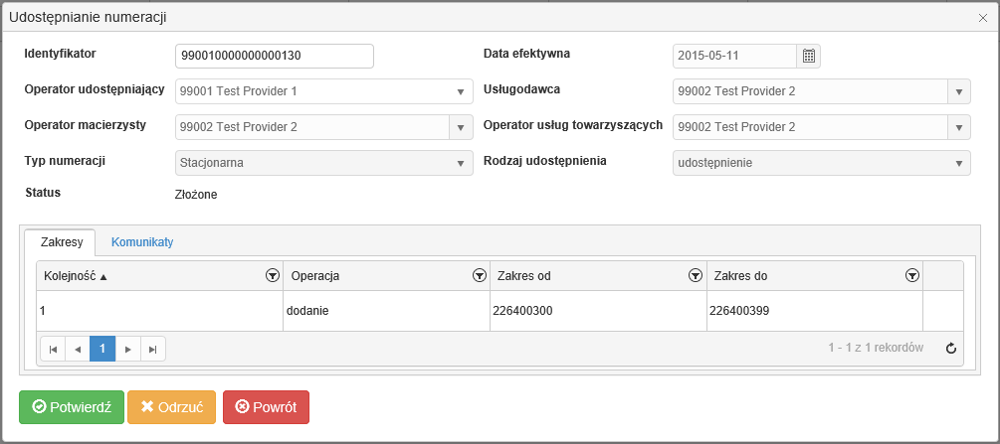 Udostępnianie numeracji
Identyfikator 990010000000000130 Data efektywna 2015-05-11
Operator udostępniający 99001 Test Provider 1 Usługodawca 99002 Test Provider 2
Operator macierzysty 99002 Test Provider 2 Operator usług towarzyszących 99002 Test Provider 2
Typ numeracji Stacjonarna Rodzaj udostępnienia udostępnienie
Status Złożone
Zakresy Komunikaty
Kolejność Operacja Zakres od Zakres do
1 dodanie 226400300 226400399
1 1 - 1 z 1 rekordów
Potwierdź Odrzuć Powrót